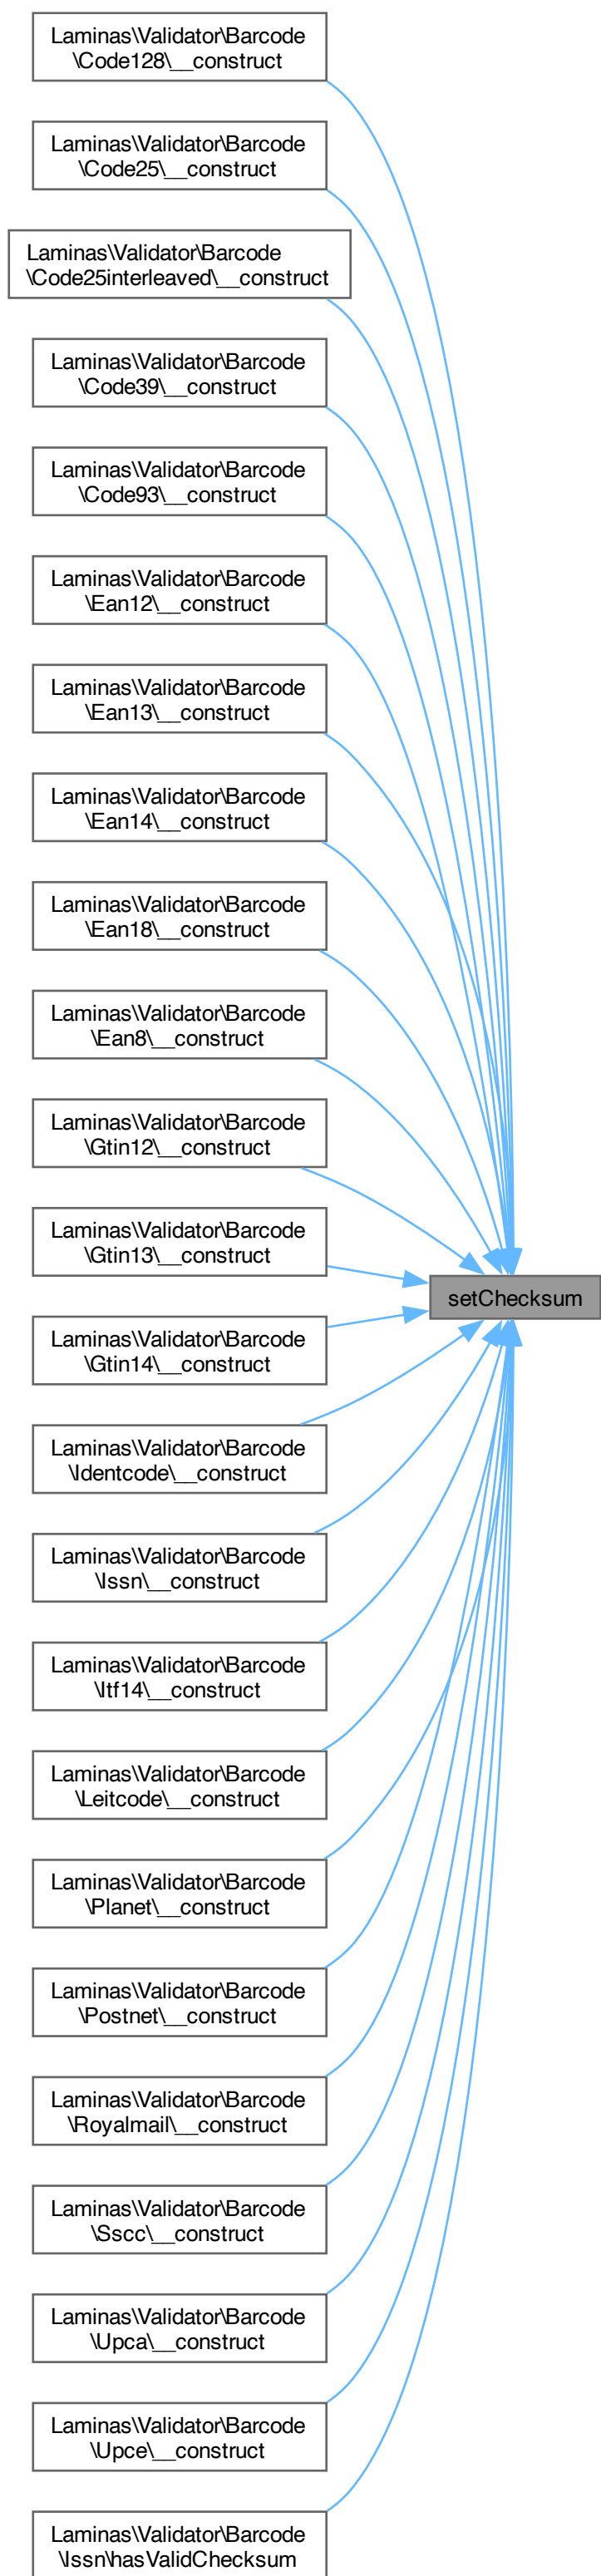 Laminas\Validator\Barcode
\Code128\__construct
Laminas\Validator\Barcode
\Code25\__construct
Laminas\Validator\Barcode
\Code25interleaved\__construct
Laminas\Validator\Barcode
\Code39\__construct
Laminas\Validator\Barcode
\Code93\__construct
Laminas\Validator\Barcode
\Ean12\__construct
Laminas\Validator\Barcode
\Ean13\__construct
Laminas\Validator\Barcode
\Ean14\__construct
Laminas\Validator\Barcode
\Ean18\__construct
Laminas\Validator\Barcode
\Ean8\__construct
Laminas\Validator\Barcode
\Gtin12\__construct
Laminas\Validator\Barcode
\Gtin13\__construct
setChecksum
Laminas\Validator\Barcode
\Gtin14\__construct
Laminas\Validator\Barcode
\Identcode\__construct
Laminas\Validator\Barcode
\Issn\__construct
Laminas\Validator\Barcode
\Itf14\__construct
Laminas\Validator\Barcode
\Leitcode\__construct
Laminas\Validator\Barcode
\Planet\__construct
Laminas\Validator\Barcode
\Postnet\__construct
Laminas\Validator\Barcode
\Royalmail\__construct
Laminas\Validator\Barcode
\Sscc\__construct
Laminas\Validator\Barcode
\Upca\__construct
Laminas\Validator\Barcode
\Upce\__construct
Laminas\Validator\Barcode
\Issn\hasValidChecksum